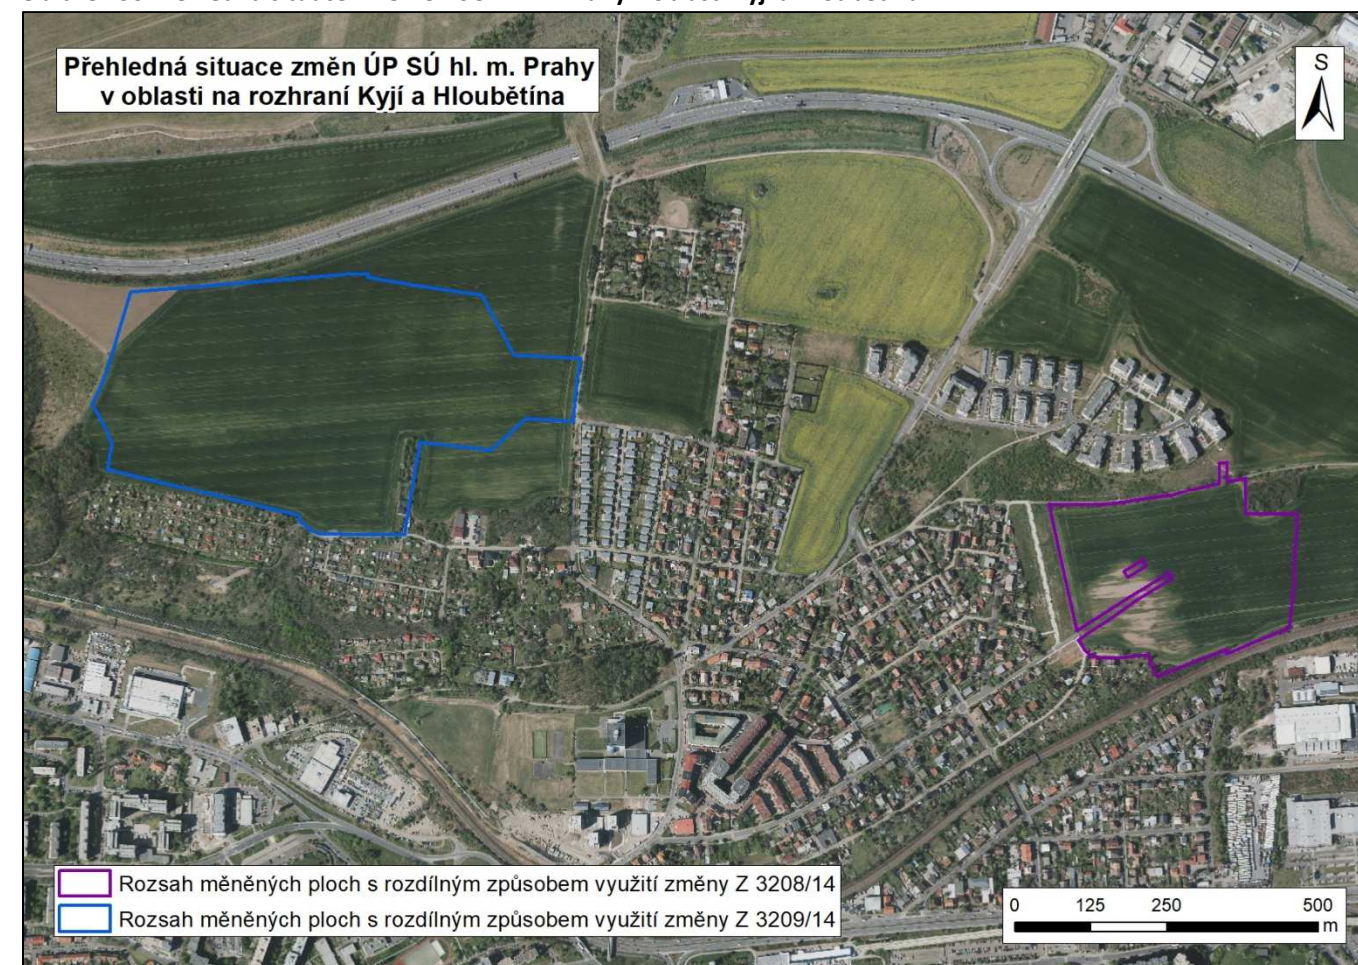 Přehledná situace změn ÚP SÚ hl. m. Prahy
v oblasti na rozhraní Kyjí a Hloubětína
S
Rozsah měněných ploch s rozdílným způsobem využití změny Z 3208/14
Rozsah měněných ploch s rozdílným způsobem využití změny Z 3209/14
0 125 250 500
m